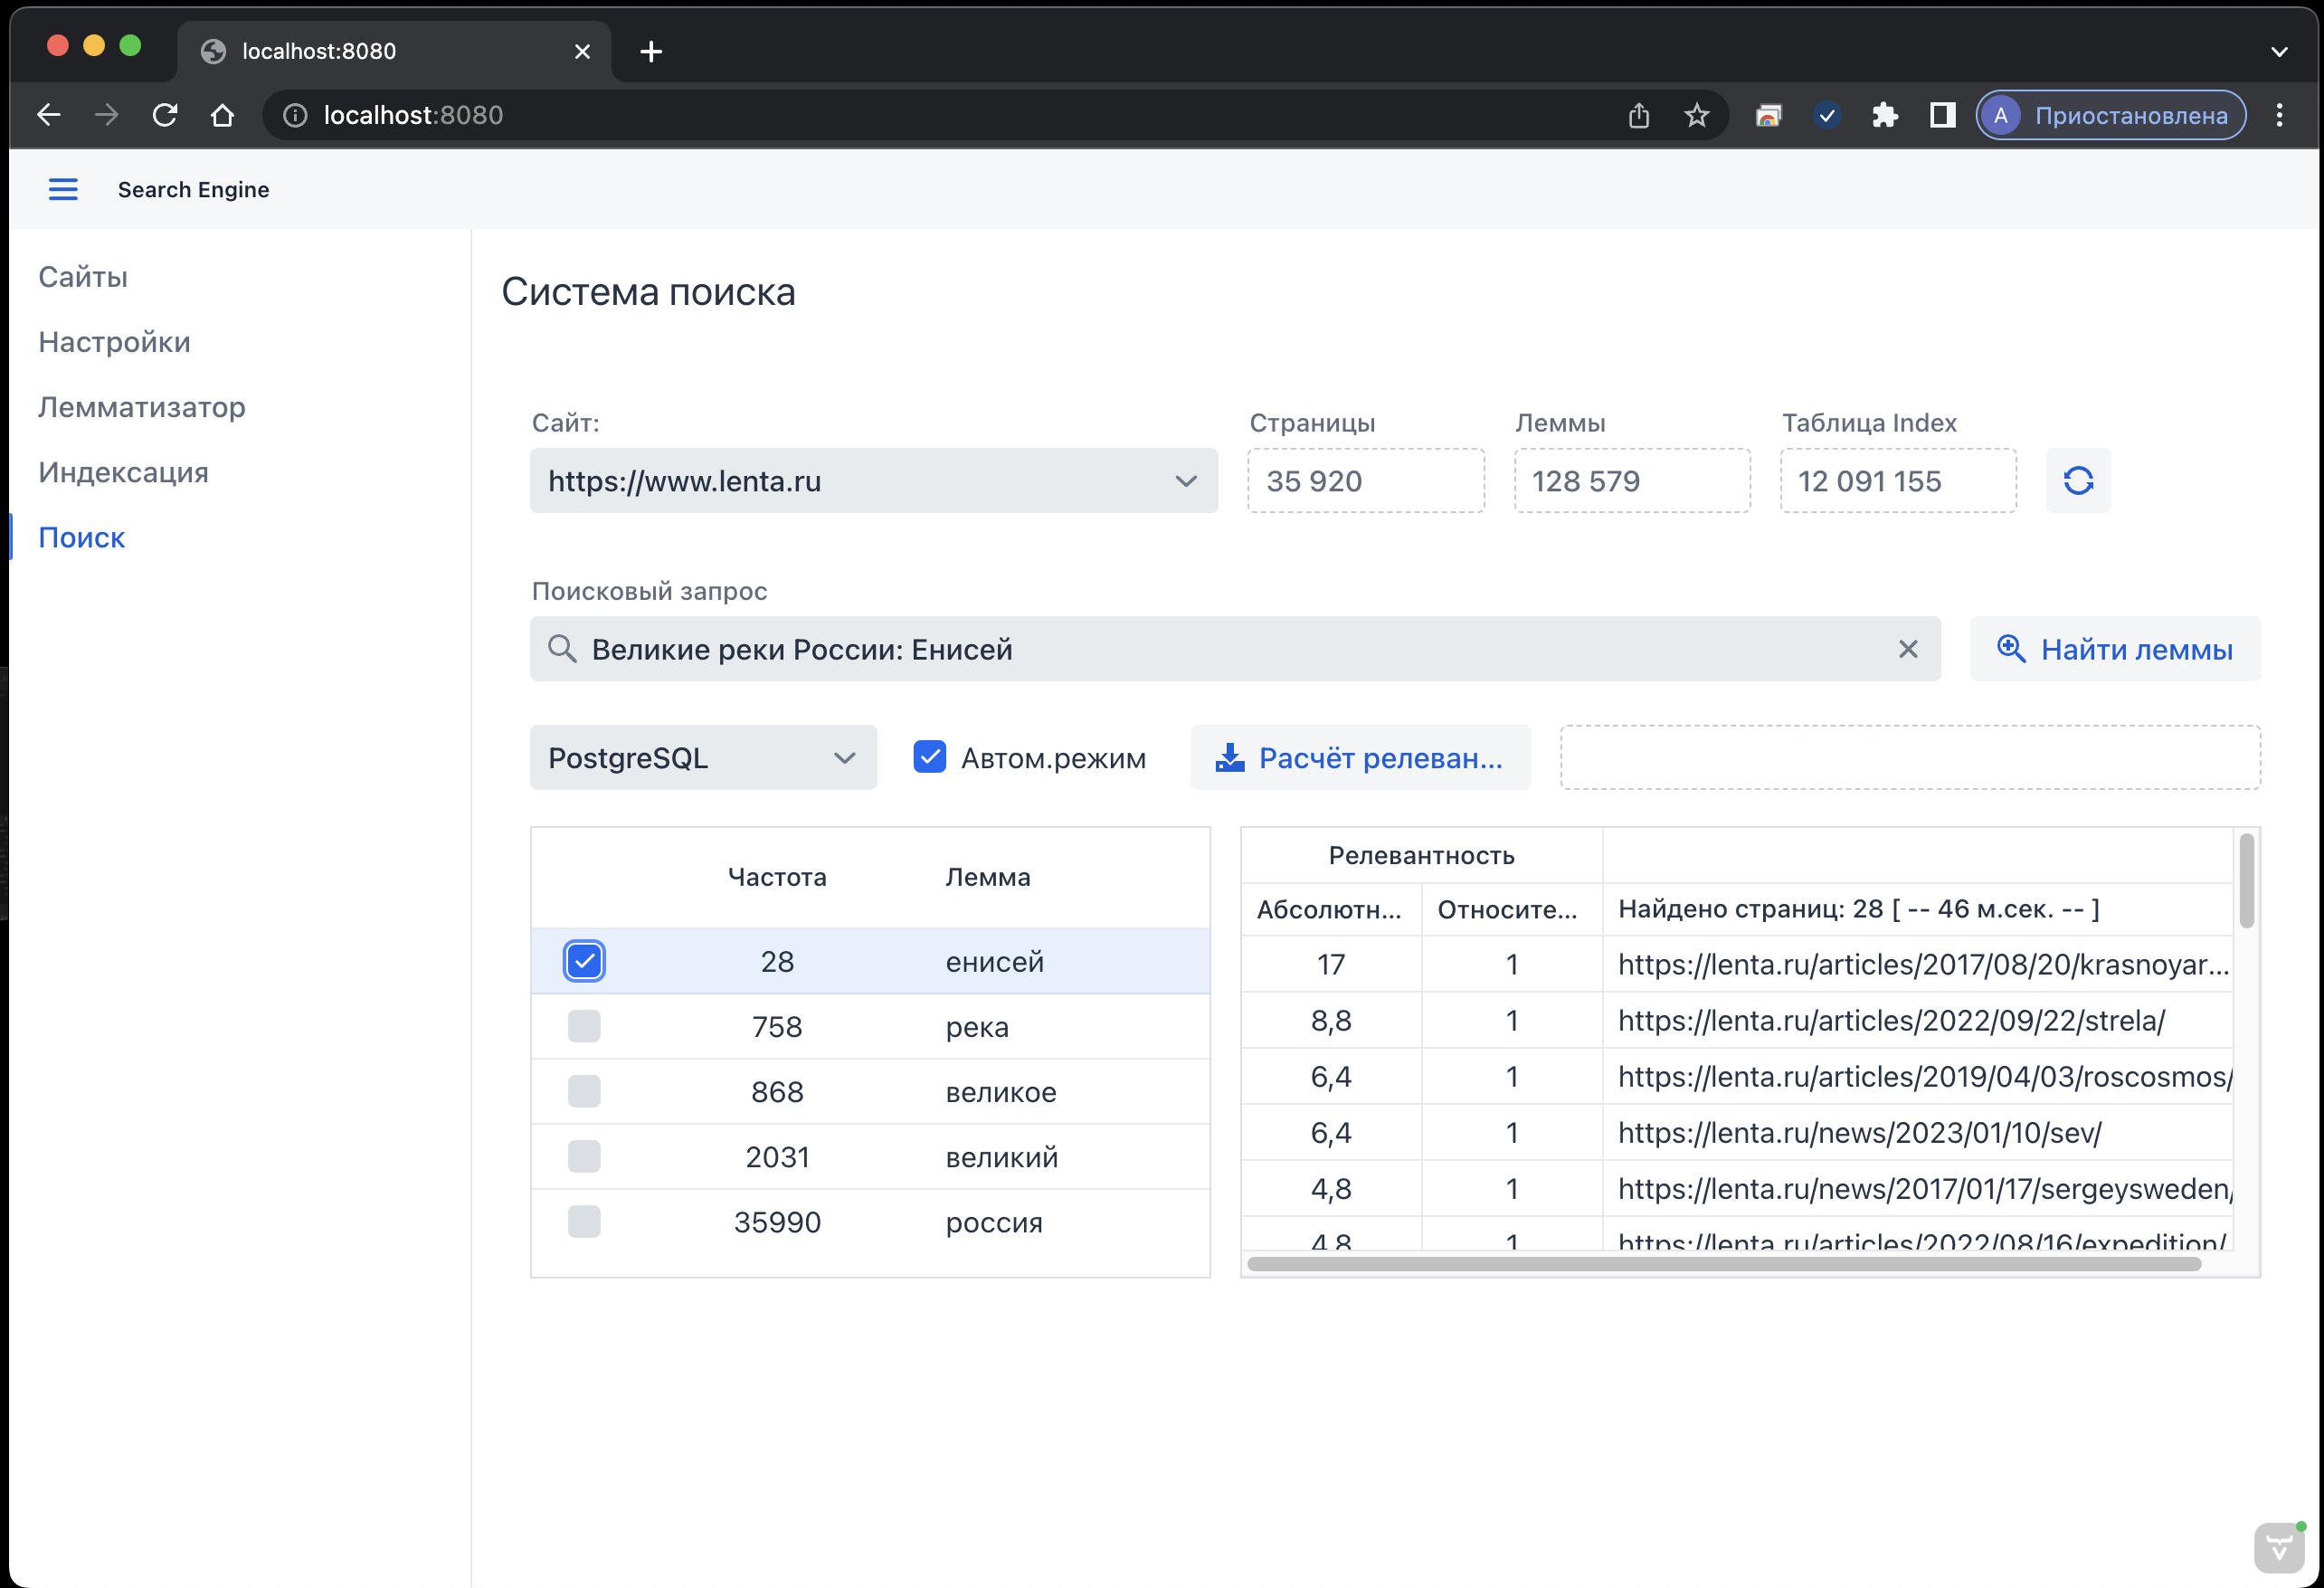 localhost:8080
localhost:8080
A Приостановлена
Search Engine
Сайты
Настройки
Лемматизатор
Индексация
Поиск
Система поиска
Сайт: Страницы Леммы Таблица Index
https://www.lenta.ru 35 920 128 579 12 091 155
Поисковый запрос
Великие реки России: Енисей Найти леммы
PostgreSQL Автом.режим Расчёт релеван...
Частота Лемма
28 енисей
758 река
868 великое
2031 великий
35990 россия
Релевантность
Абсолютн... Относите... Найдено страниц: 28 [ -- 46 м.сек. -- ]
17 1 https://lenta.ru/articles/2017/08/20/krasnoyar...
8,8 1 https://lenta.ru/articles/2022/09/22/strela/
6,4 1 https://lenta.ru/articles/2019/04/03/roscosmos/
6,4 1 https://lenta.ru/news/2023/01/10/sev/
4,8 1 https://lenta.ru/news/2017/01/17/sergeysweden/
4,8 1 https://lenta.ru/articles/2022/08/16/expedition/